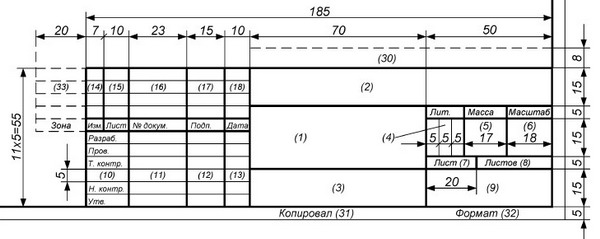 185
20 7 10 23 15 10 70 50
(30) 8
(33) (14) (15) (16) (17) (18) (2) 15
11x5=55
Зона Изм Лист № докум Подп. Дата (1) (4) Лит. Масса Масштаб 5
(5) (6)
Разраб. 5 5 5 17 18 15
Пров.
Т. контр. Лист (7) Листов (8) 5
5 (10) (11) (12) (13) 20
Н. контр. (3) (9) 15
Утв.
Копировал (31) Формат (32) 5